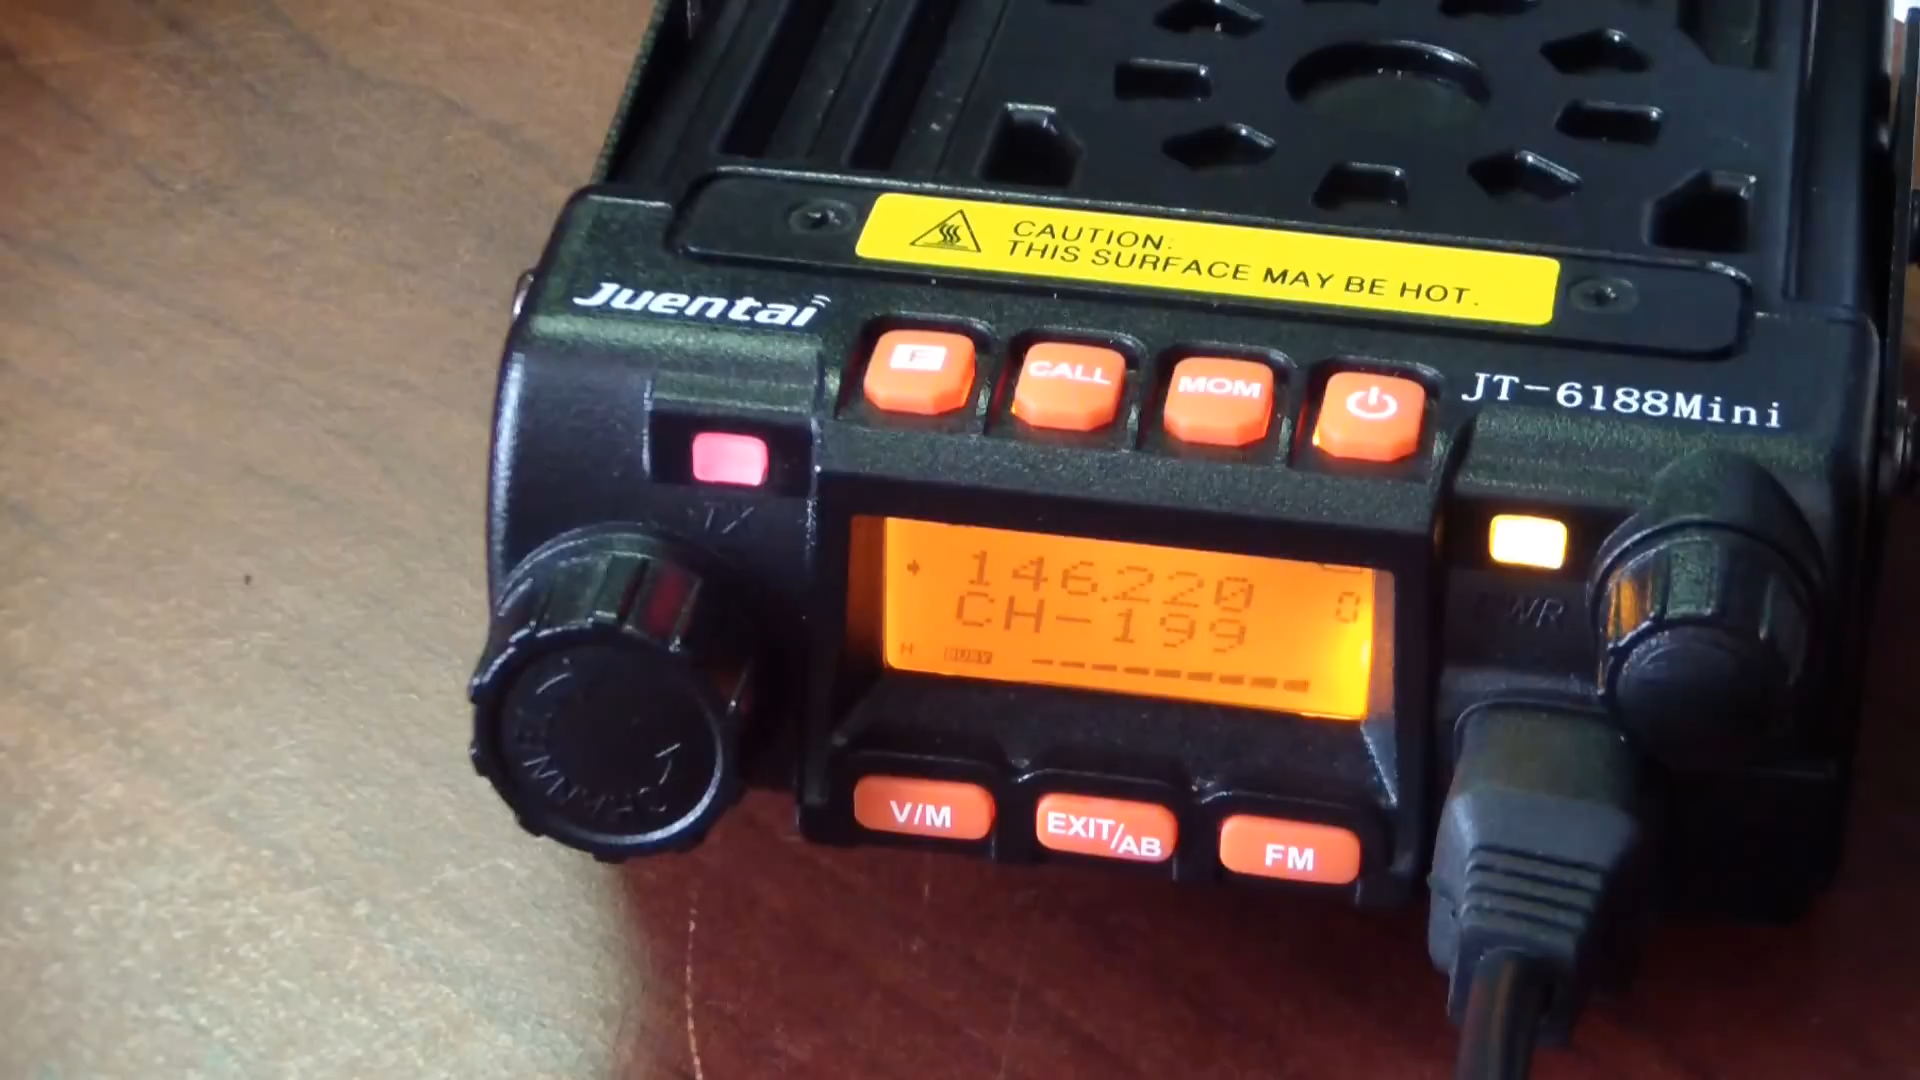 CAUTION:
THIS SURFACE MAY BE HOT.
Juentai
F
CALL
MOM
JT-6188Mini
TX
PWR
146.220
0
CH-199
H
BUSY
V/M
EXIT/AB
FM